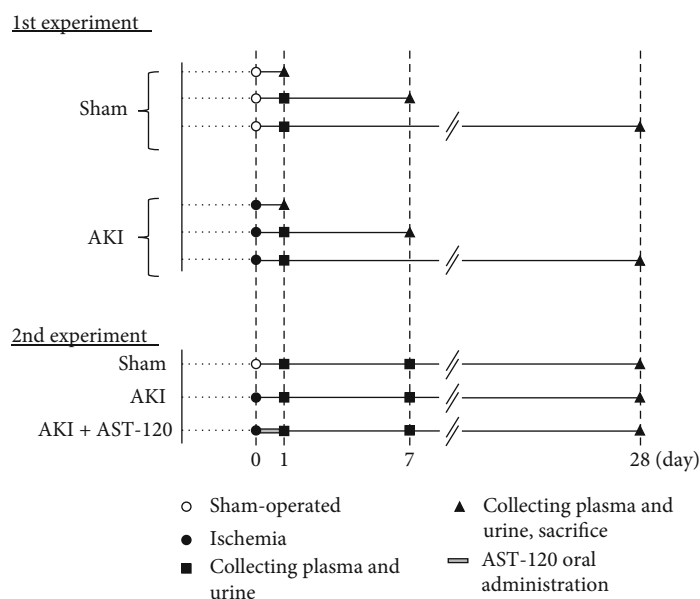 1st experiment
Sham
AKI
2nd experiment
Sham
AKI
AKI + AST-120
0 1 7 28 (day)
Sham-operated
Ischemia
Collecting plasma and
urine
Collecting plasma and
urine, sacrifice
AST-120 oral
administration